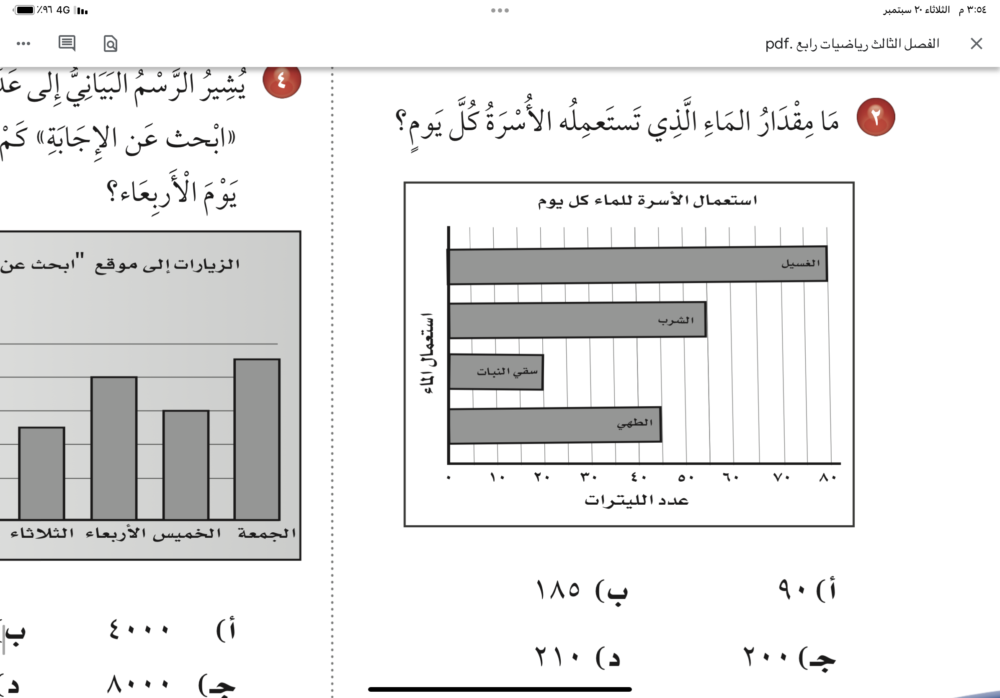 ٣:٥٤ م الثلاثاء ٢٠ سبتمبر
٩٦٪ 4G
الفصل الثالث رياضيات رابع .pdf
٢ مَا مِقْدَارُ المَاءِ الَّذِي تَستَعمِلُه الأُسْرَةُ كُلَّ يَومٍ؟
استعمال الأسرة للماء كل يوم
استعمال الماء
الغسيل
الشرب
سقي النبات
الطهي
٠ ١٠ ٢٠ ٣٠ ٤٠ ٥٠ ٦٠ ٧٠ ٨٠
عدد الليترات
أ) ٩٠ ب) ١٨٥
جـ) ٢٠٠ د) ٢١٠
٤ يُشِيرُ الرَّسْمُ البَيَانِيُّ إِلى
«ابْحث عَن الإِجَابَةِ» كَمْ
يَوْمَ الْأَربِعَاء؟
الزيارات إلى موقع "ابحث عن
الجمعة الخميس الأربعاء الثلاثاء
أ) ٤٠٠٠ ب)
جـ) ٨٠٠٠ د)